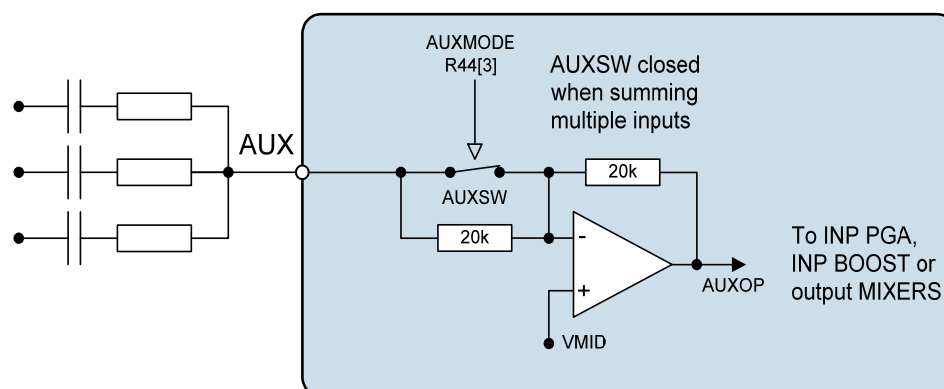 AUXMODE
R44[3]
AUXSW closed
when summing
multiple inputs
AUX
AUXSW
20k
20k
-
+
AUXOP
VMID
To INP PGA,
INP BOOST or
output MIXERS